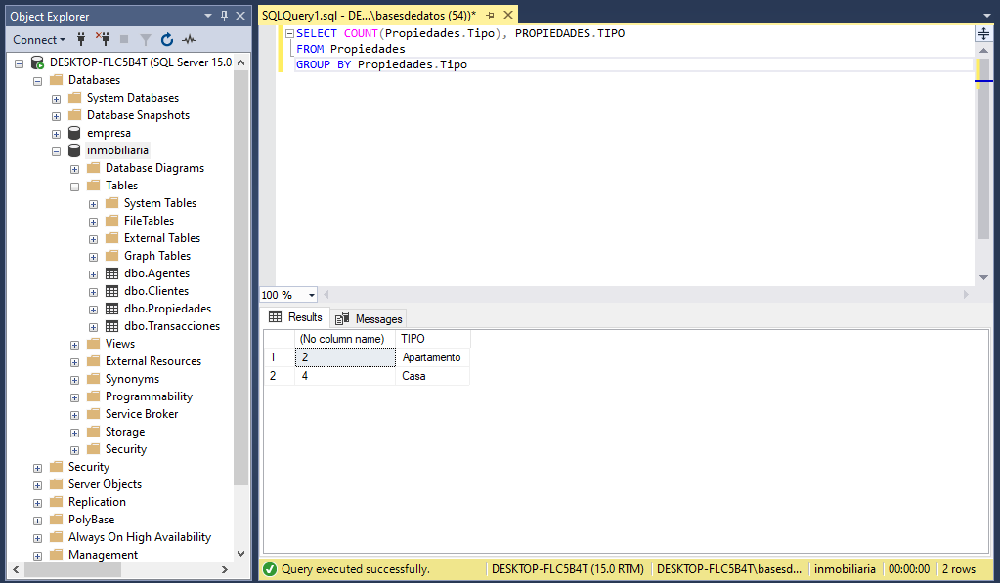 Object Explorer
Connect
DESKTOP-FLC5B4T (SQL Server 15.0
Databases
System Databases
Database Snapshots
empresa
inmobiliaria
Database Diagrams
Tables
System Tables
FileTables
External Tables
Graph Tables
dbo.Agentes
dbo.Clientes
dbo.Propiedades
dbo.Transacciones
Views
External Resources
Synonyms
Programmability
Service Broker
Storage
Security
Security
Server Objects
Replication
PolyBase
Always On High Availability
Management
SQLQuery1.sql - DE...\basesdedatos (54))*
SELECT COUNT(Propiedades.Tipo), PROPIEDADES.TIPO
FROM Propiedades
GROUP BY Propiedades.Tipo
100 %
Results Messages
(No column name) TIPO
1 2 Apartamento
2 4 Casa
Query executed successfully. DESKTOP-FLC5B4T (15.0 RTM) DESKTOP-FLC5B4T\basesd... inmobiliaria 00:00:00 2 rows